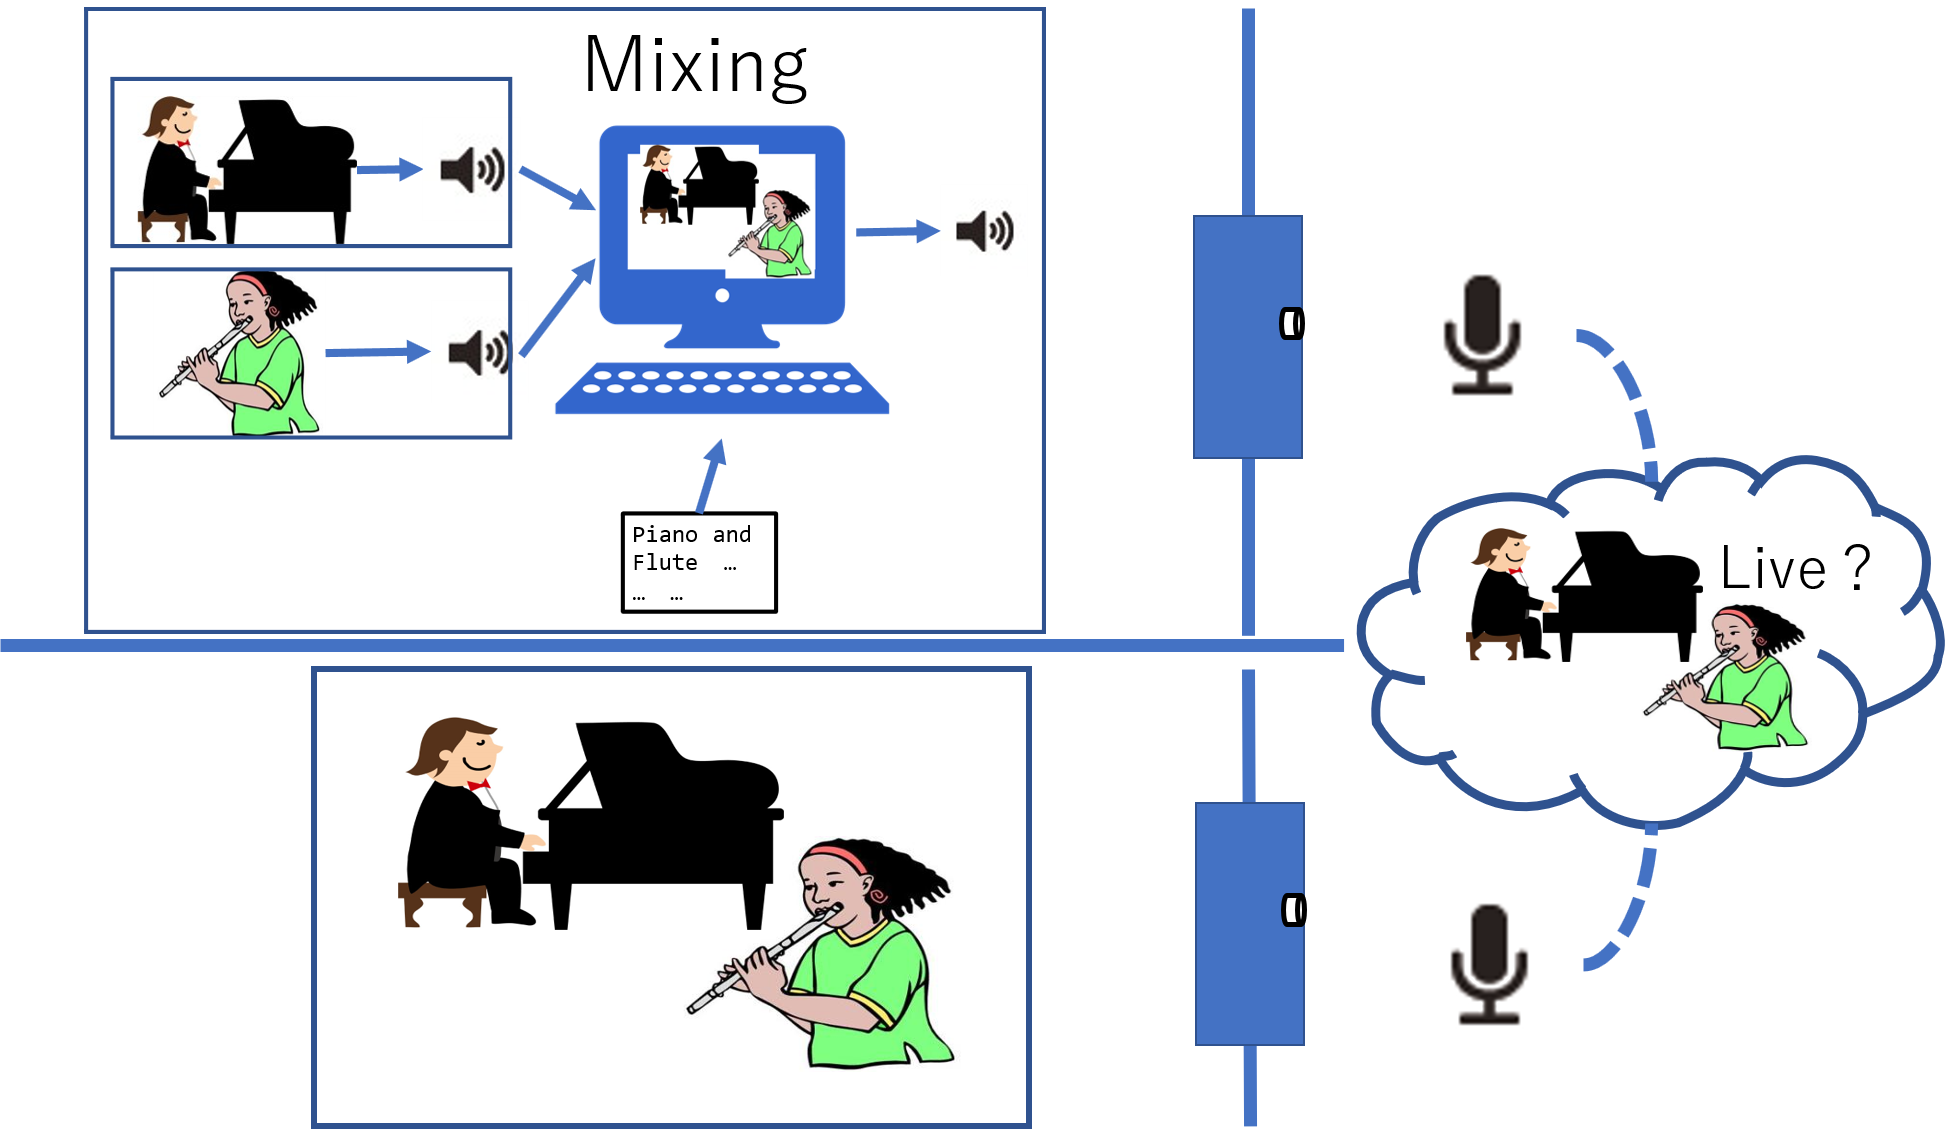 Mixing
Piano and
Flute …
… …
Live ?